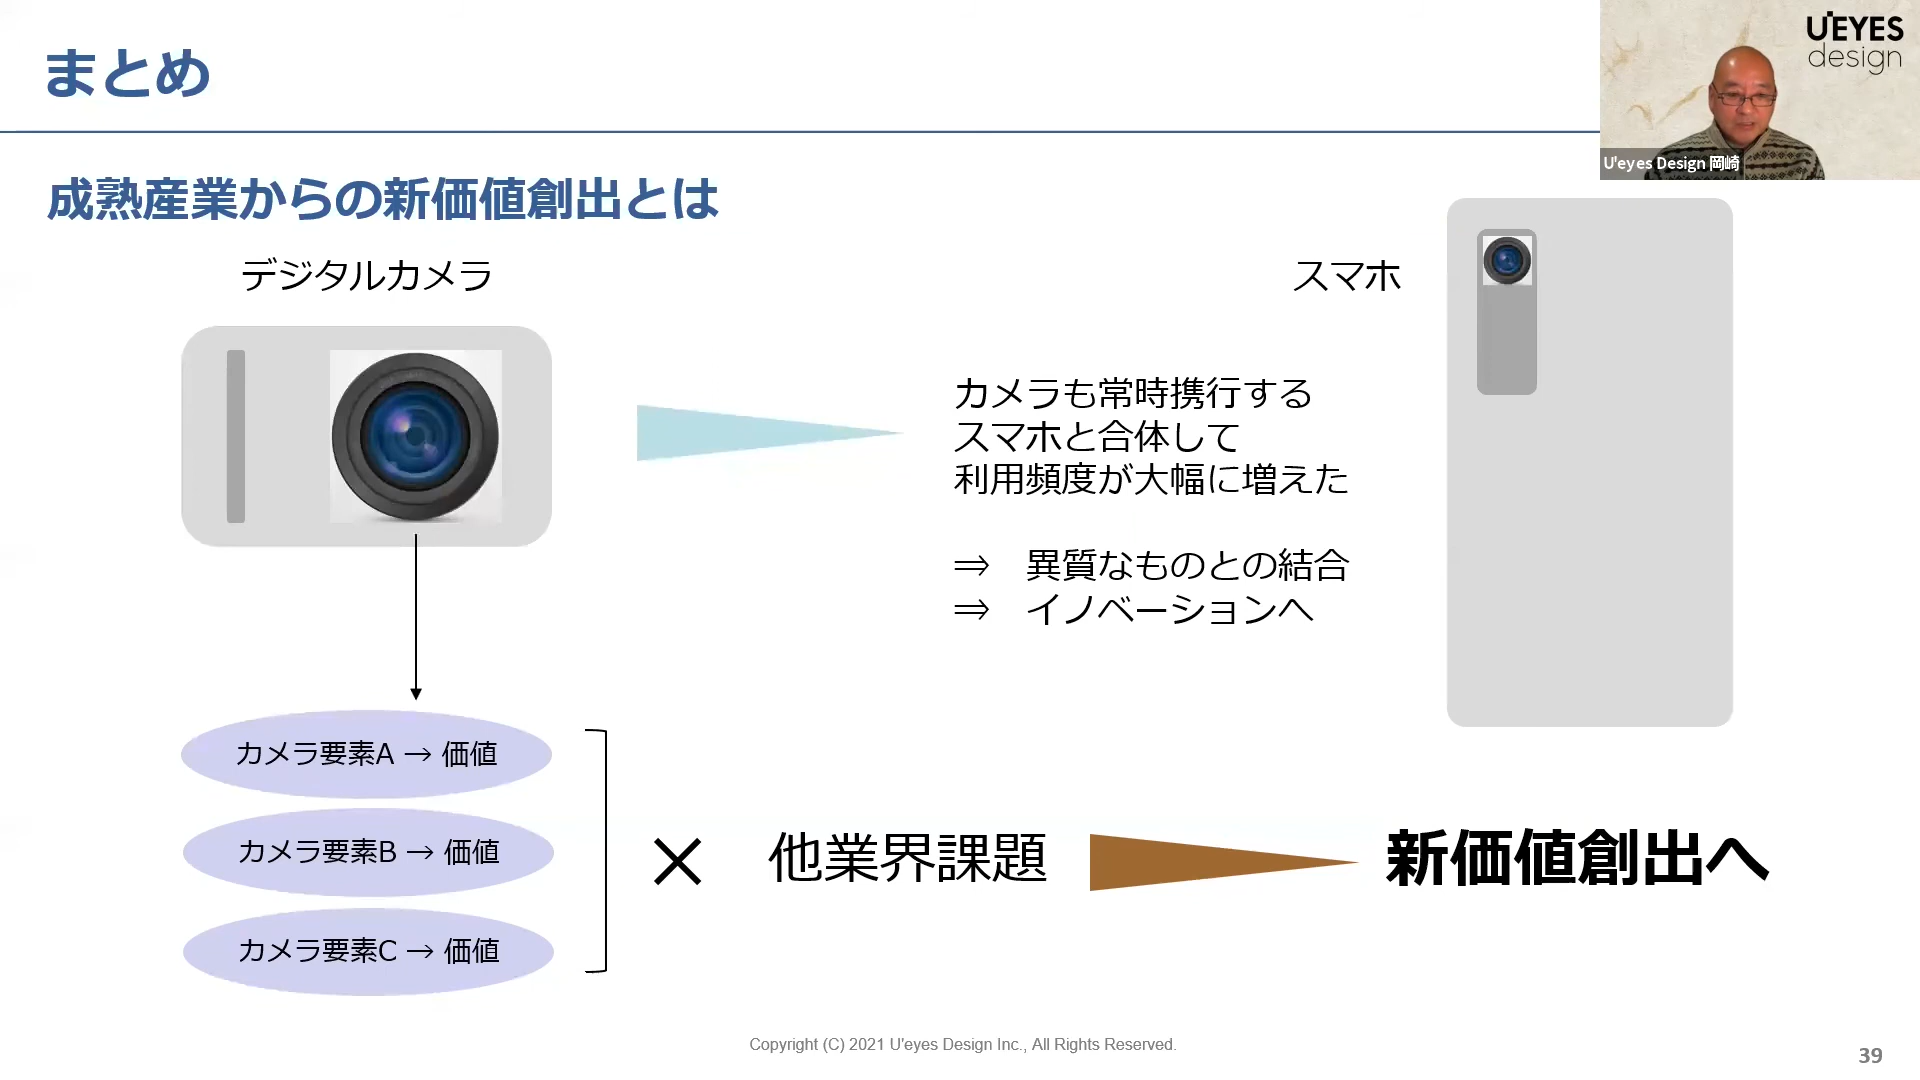 まとめ
U'EYES
design
U'eyes Design 岡崎
成熟産業からの新価値創出とは
デジタルカメラ
スマホ
カメラも常時携行する
スマホと合体して
利用頻度が大幅に増えた
⇒ 異質なものとの結合
⇒ イノベーションへ
カメラ要素A → 価値
カメラ要素B → 価値
カメラ要素C → 価値
× 他業界課題
新価値創出へ
Copyright (C) 2021 U'eyes Design Inc., All Rights Reserved.
39